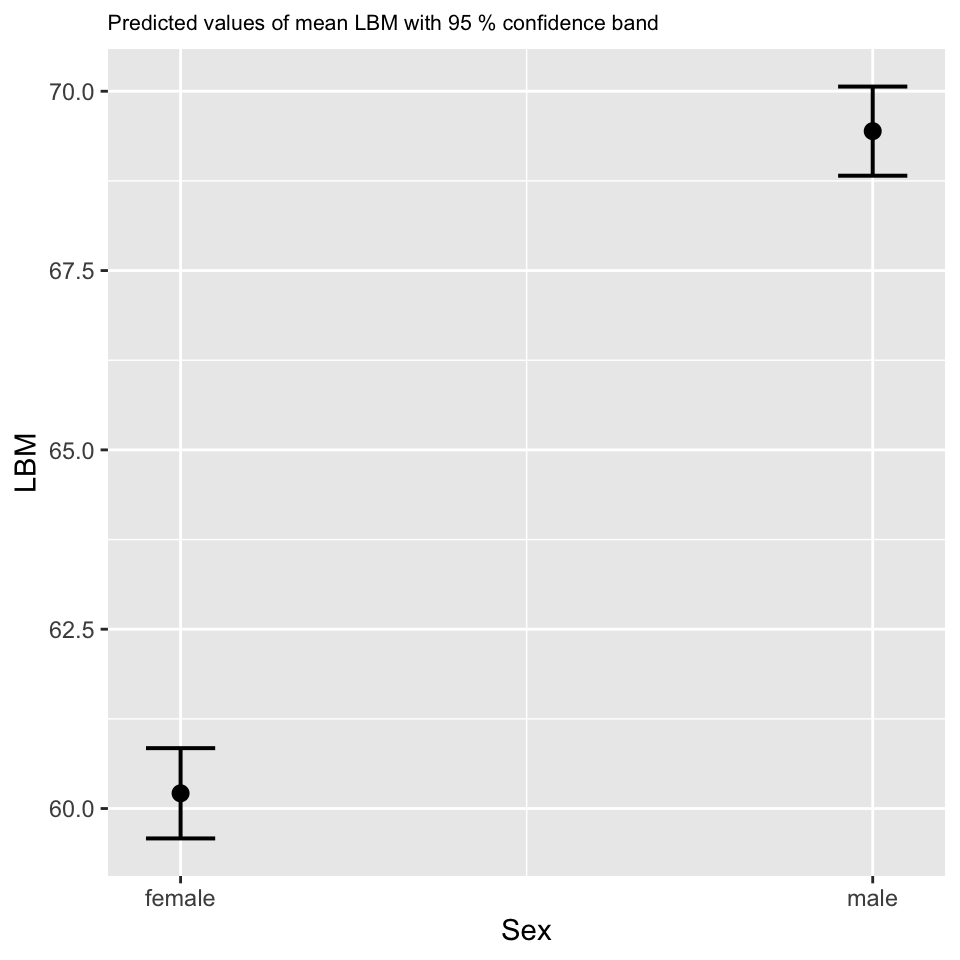 Predicted values of mean LBM with 95 % confidence band
70.0
67.5
65.0
62.5
60.0
LBM
female
male
Sex